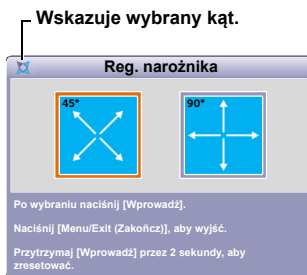 Wskazuje wybrany kąt.
Reg. narożnika
45°
90°
Po wybraniu naciśnij [Wprowadź].
Naciśnij [Menu/Exit (Zakończ)], aby wyjść.
Przytrzymaj [Wprowadź] przez 2 sekundy, aby
zresetować.